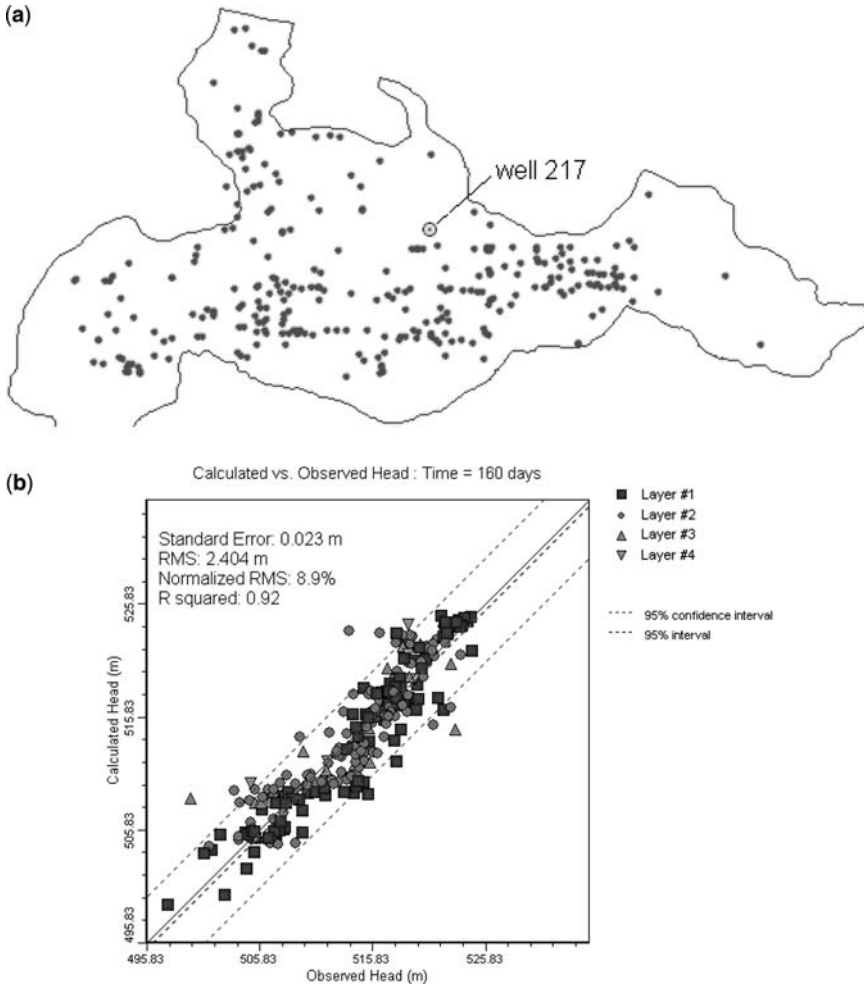 (a)
well 217
(b)
Calculated vs. Observed Head : Time = 160 days
Standard Error: 0.023 m
RMS: 2.404 m
Normalized RMS: 8.9%
R squared: 0.92
Layer #1
Layer #2
Layer #3
Layer #4
95% confidence interval
95% interval
Calculated Head (m)
525.83
515.83
505.83
495.83
495.83 505.83 515.83 525.83
Observed Head (m)